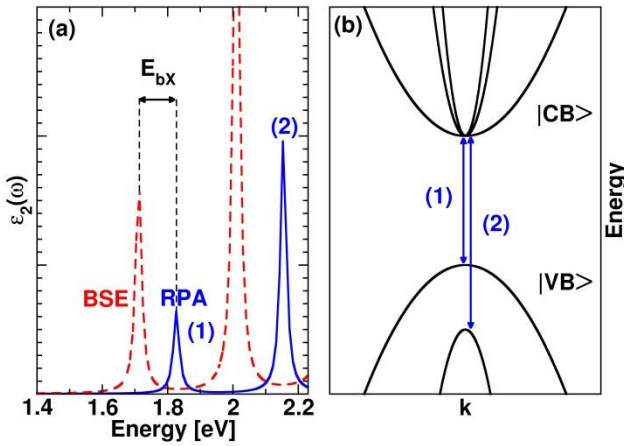 (a)
E_bX
(2)
ε₂(ω)
BSE
RPA
(1)
1.4 1.6 1.8 2 2.2
Energy [eV]
(b)
|CB>
(1)
(2)
|VB>
k
Energy